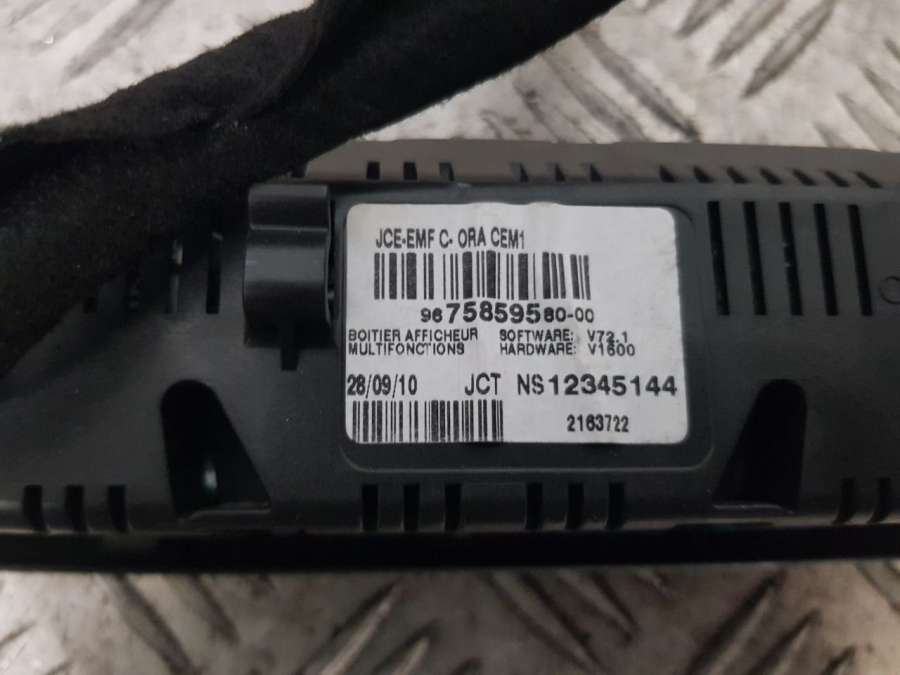 JCE-EMF C- ORA CEM1
9675859580-00
BOITIER AFFICHEUR SOFTWARE: V72.1
MULTIFONCTIONS HARDWARE: V1600
28/09/10 JCT NS12345144
2163722